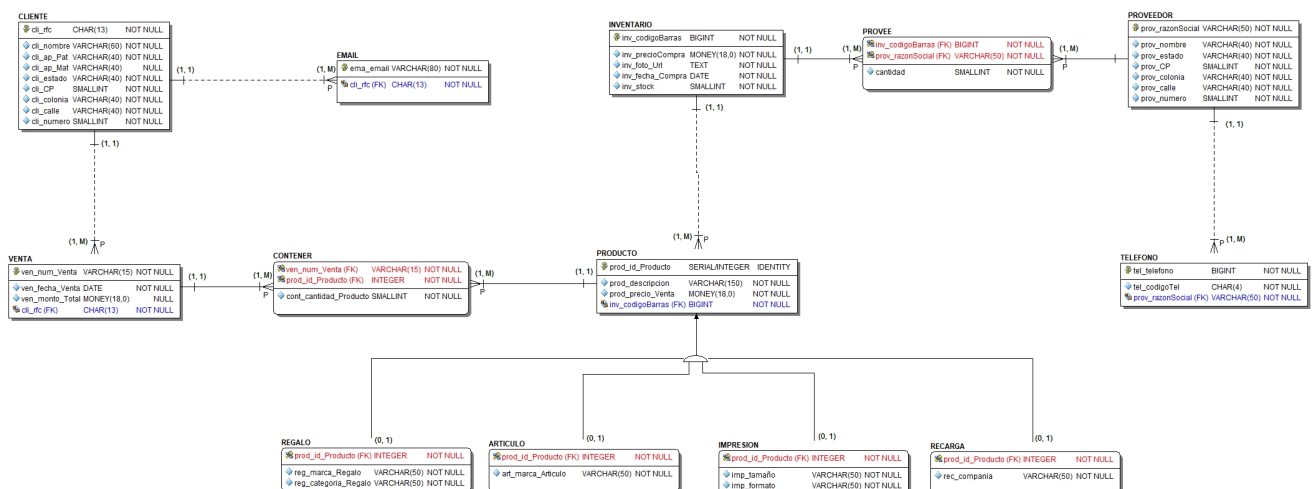 CLIENTE
cli_rfc CHAR(13) NOT NULL
cli_nombre VARCHAR(60) NOT NULL
cli_ap_Pat VARCHAR(40) NOT NULL
cli_ap_Mat VARCHAR(40) NULL
cli_estado VARCHAR(40) NOT NULL
cli_CP SMALLINT NOT NULL
cli_colonia VARCHAR(40) NOT NULL
cli_calle VARCHAR(40) NOT NULL
cli_numero SMALLINT NOT NULL
(1, 1)
(1, M)
P
EMAIL
ema_email VARCHAR(80) NOT NULL
cli_rfc (FK) CHAR(13) NOT NULL
(1, 1)
(1, M)
P
INVENTARIO
inv_codigoBarras BIGINT NOT NULL
inv_precioCompra MONEY(18,0) NOT NULL
inv_foto_Url TEXT NOT NULL
inv_fecha_Compra DATE NOT NULL
inv_stock SMALLINT NOT NULL
(1, 1)
(1, M)
P
PROVEE
inv_codigoBarras (FK) BIGINT NOT NULL
prov_razonSocial (FK) VARCHAR(50) NOT NULL
cantidad SMALLINT NOT NULL
(1, M)
P
PROVEEDOR
prov_razonSocial VARCHAR(50) NOT NULL
prov_nombre VARCHAR(40) NOT NULL
prov_estado VARCHAR(40) NOT NULL
prov_CP SMALLINT NOT NULL
prov_colonia VARCHAR(40) NOT NULL
prov_calle VARCHAR(40) NOT NULL
prov_numero SMALLINT NOT NULL
(1, 1)
(1, 1)
(1, M)
P
P
(1, M)
VENTA
ven_num_Venta VARCHAR(15) NOT NULL
ven_fecha_Venta DATE NOT NULL
ven_monto_Total MONEY(18,0) NULL
cli_rfc (FK) CHAR(13) NOT NULL
(1, 1)
(1, M)
P
CONTENER
ven_num_Venta (FK) VARCHAR(15) NOT NULL
prod_id_Producto (FK) INTEGER NOT NULL
cont_cantidad_Producto SMALLINT NOT NULL
(1, M)
P
(1, 1)
PRODUCTO
prod_id_Producto SERIAL/INTEGER IDENTITY
prod_descripcion VARCHAR(150) NOT NULL
prod_precio_Venta MONEY(18,0) NOT NULL
inv_codigoBarras (FK) BIGINT NOT NULL
TELEFONO
tel_telefono BIGINT NOT NULL
tel_codigoTel CHAR(4) NOT NULL
prov_razonSocial (FK) VARCHAR(50) NOT NULL
(0, 1)
REGALO
prod_id_Producto (FK) INTEGER NOT NULL
reg_marca_Regalo VARCHAR(50) NOT NULL
reg_categoria_Regalo VARCHAR(50) NOT NULL
(0, 1)
ARTICULO
prod_id_Producto (FK) INTEGER NOT NULL
art_marca_Articulo VARCHAR(50) NOT NULL
(0, 1)
IMPRESION
prod_id_Producto (FK) INTEGER NOT NULL
imp_tamaño VARCHAR(50) NOT NULL
imp_formato VARCHAR(50) NOT NULL
(0, 1)
RECARGA
prod_id_Producto (FK) INTEGER NOT NULL
rec_compania VARCHAR(50) NOT NULL